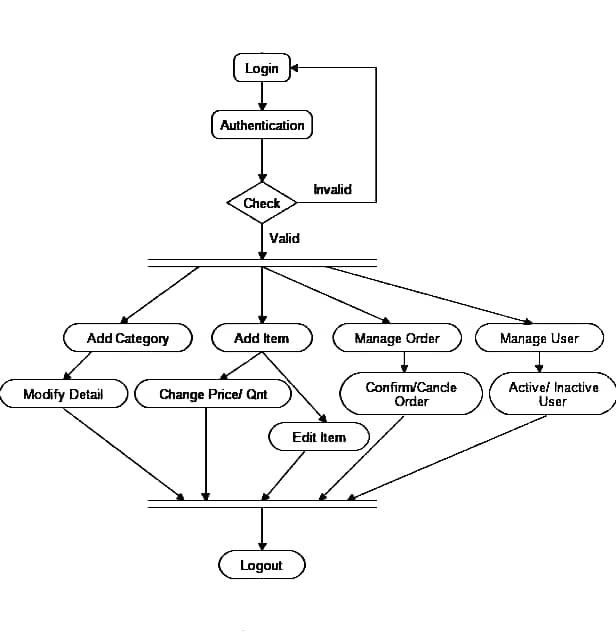 Login
Authentication
Invalid
Check
Valid
Add Category
Add Item
Manage Order
Manage User
Modify Detail
Change Price/ Qnt
Confirm/Cancle
Order
Active/ Inactive
User
Edit Item
Logout